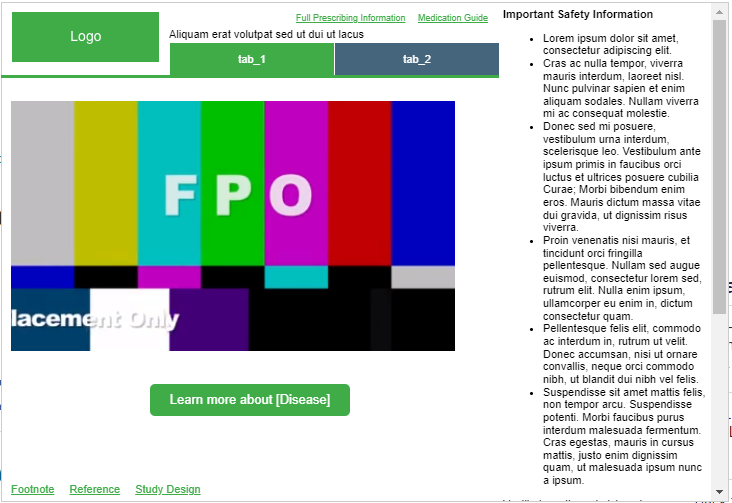 Logo
Full Prescribing Information Medication Guide
Aliquam erat volutpat sed ut dui ut lacus
tab_1 tab_2
FPO
lacement Only
Learn more about [Disease]
Footnote Reference Study Design
Important Safety Information
Lorem ipsum dolor sit amet,
consectetur adipiscing elit.
Cras ac nulla tempor, viverra
mauris interdum, laoreet nisl.
Nunc pulvinar sapien et enim
aliquam sodales. Nullam viverra
mi ac consequat molestie.
Donec sed mi posuere,
vestibulum urna interdum,
scelerisque leo. Vestibulum ante
ipsum primis in faucibus orci
luctus et ultrices posuere cubilia
Curae; Morbi bibendum enim
eros. Mauris dictum massa vitae
dui gravida, ut dignissim risus
viverra.
Proin venenatis nisi mauris, et
tincidunt orci fringilla
pellentesque. Nullam sed augue
euismod, consectetur lorem sed,
rutrum elit. Nulla enim ipsum,
ullamcorper eu enim in, dictum
consectetur quam.
Pellentesque felis elit, commodo
ac interdum in, rutrum ut velit.
Donec accumsan, nisi ut ornare
convallis, neque orci commodo
nibh, ut blandit dui nibh vel felis.
Suspendisse sit amet mattis felis,
non tempor arcu. Suspendisse
potenti. Morbi faucibus purus
interdum malesuada fermentum.
Cras egestas, mauris in cursus
mattis, justo enim dignissim
quam, ut malesuada ipsum nunc
a ipsum.